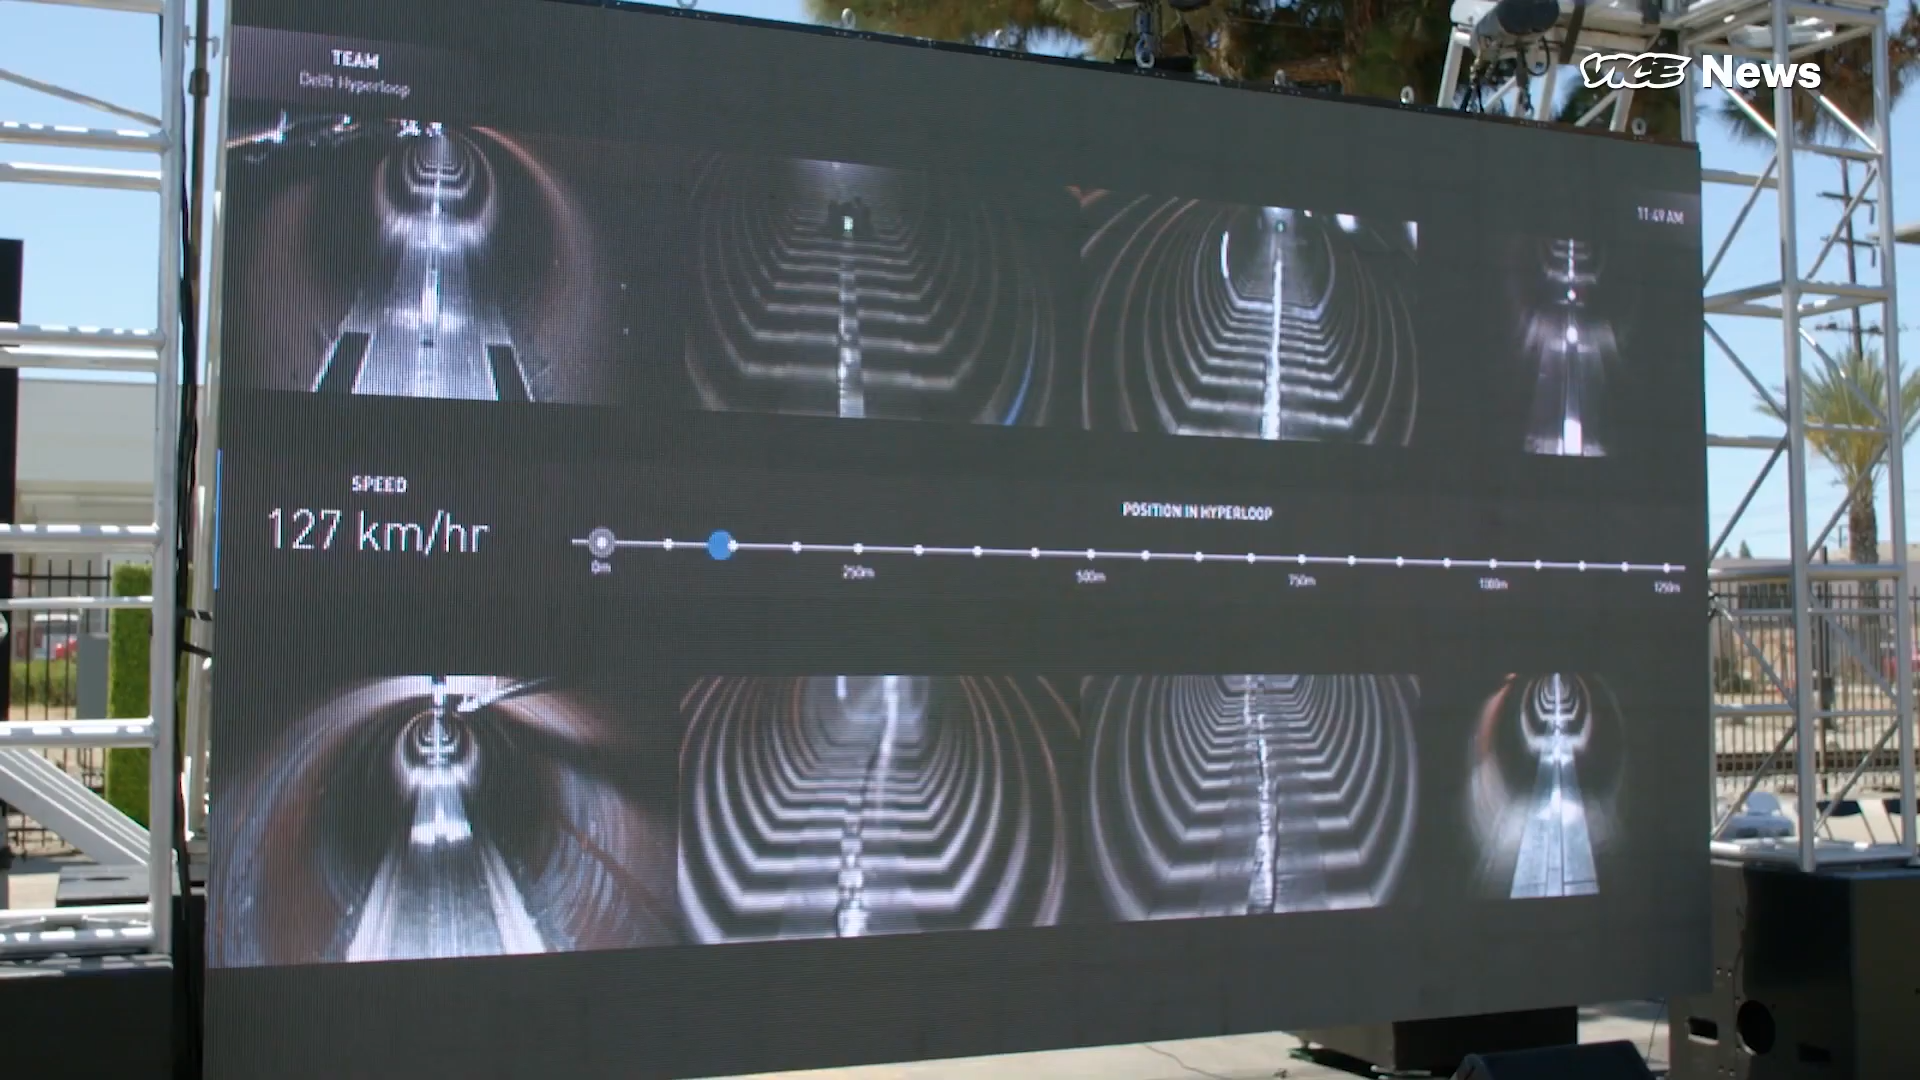 VICE News
TEAM
Delft Hyperloop
11:49 AM
SPEED
127 km/hr
POSITION IN HYPERLOOP
0m
250m
500m
750m
1000m
1250m